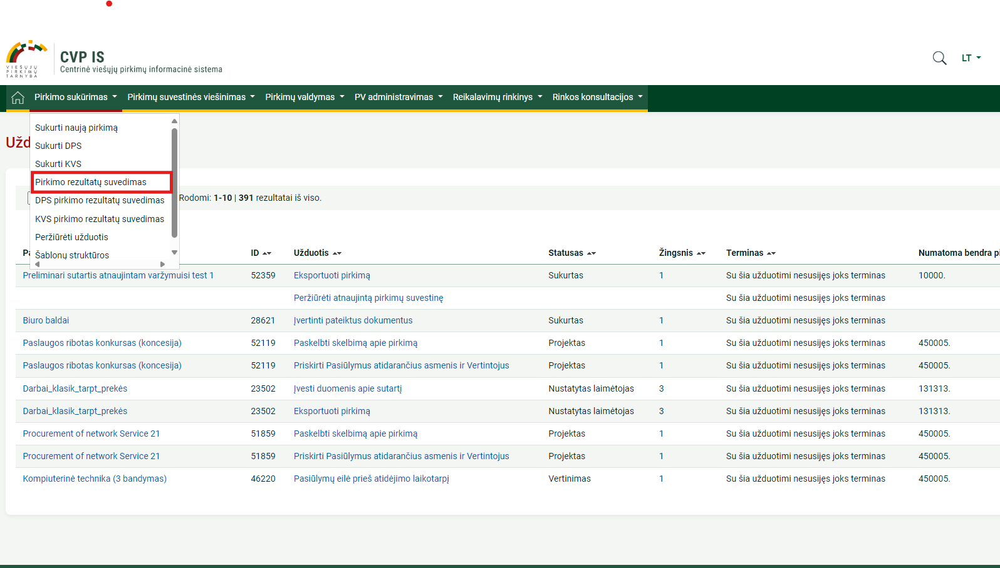 VIEŠŲJŲ
PIRKIMŲ
TARNYBA
CVP IS
Centrinė viešųjų pirkimų informacinė sistema
LT
Pirkimo sukūrimas Pirkimų suvestinės viešinimas Pirkimų valdymas PV administravimas Reikalavimų rinkinys Rinkos konsultacijos
Sukurti naują pirkimą
Sukurti DPS
Sukurti KVS
Pirkimo rezultatų suvedimas
DPS pirkimo rezultatų suvedimas
KVS pirkimo rezultatų suvedimas
Peržiūrėti užduotis
Šablonų struktūros
Užd
Rodomi: 1-10 | 391 rezultatai iš viso.
ID Užduotis Statusas Žingsnis Terminas Numatoma bendra pi
Preliminari sutartis atnaujintam varžymuisi test 1 52359 Eksportuoti pirkimą Sukurtas 1 Su šia užduotimi nesusijęs joks terminas 10000.
Peržiūrėti atnaujintą pirkimų suvestinę Su šia užduotimi nesusijęs joks terminas
Biuro baldai 28621 Įvertinti pateiktus dokumentus Sukurtas 1 Su šia užduotimi nesusijęs joks terminas
Paslaugos ribotas konkursas (koncesija) 52119 Paskelbti skelbimą apie pirkimą Projektas 1 Su šia užduotimi nesusijęs joks terminas 450005.
Paslaugos ribotas konkursas (koncesija) 52119 Priskirti Pasiūlymus atidarančius asmenis ir Vertintojus Projektas 1 Su šia užduotimi nesusijęs joks terminas 450005.
Darbai_klasik_tarpt_prekės 23502 Įvesti duomenis apie sutartį Nustatytas laimėtojas 3 Su šia užduotimi nesusijęs joks terminas 131313.
Darbai_klasik_tarpt_prekės 23502 Eksportuoti pirkimą Nustatytas laimėtojas 3 Su šia užduotimi nesusijęs joks terminas 131313.
Procurement of network Service 21 51859 Paskelbti skelbimą apie pirkimą Projektas 1 Su šia užduotimi nesusijęs joks terminas 450005.
Procurement of network Service 21 51859 Priskirti Pasiūlymus atidarančius asmenis ir Vertintojus Projektas 1 Su šia užduotimi nesusijęs joks terminas 450005.
Kompiuterinė technika (3 bandymas) 46220 Pasiūlymų eilė prieš atidėjimo laikotarpį Vertinimas 1 Su šia užduotimi nesusijęs joks terminas 450005.